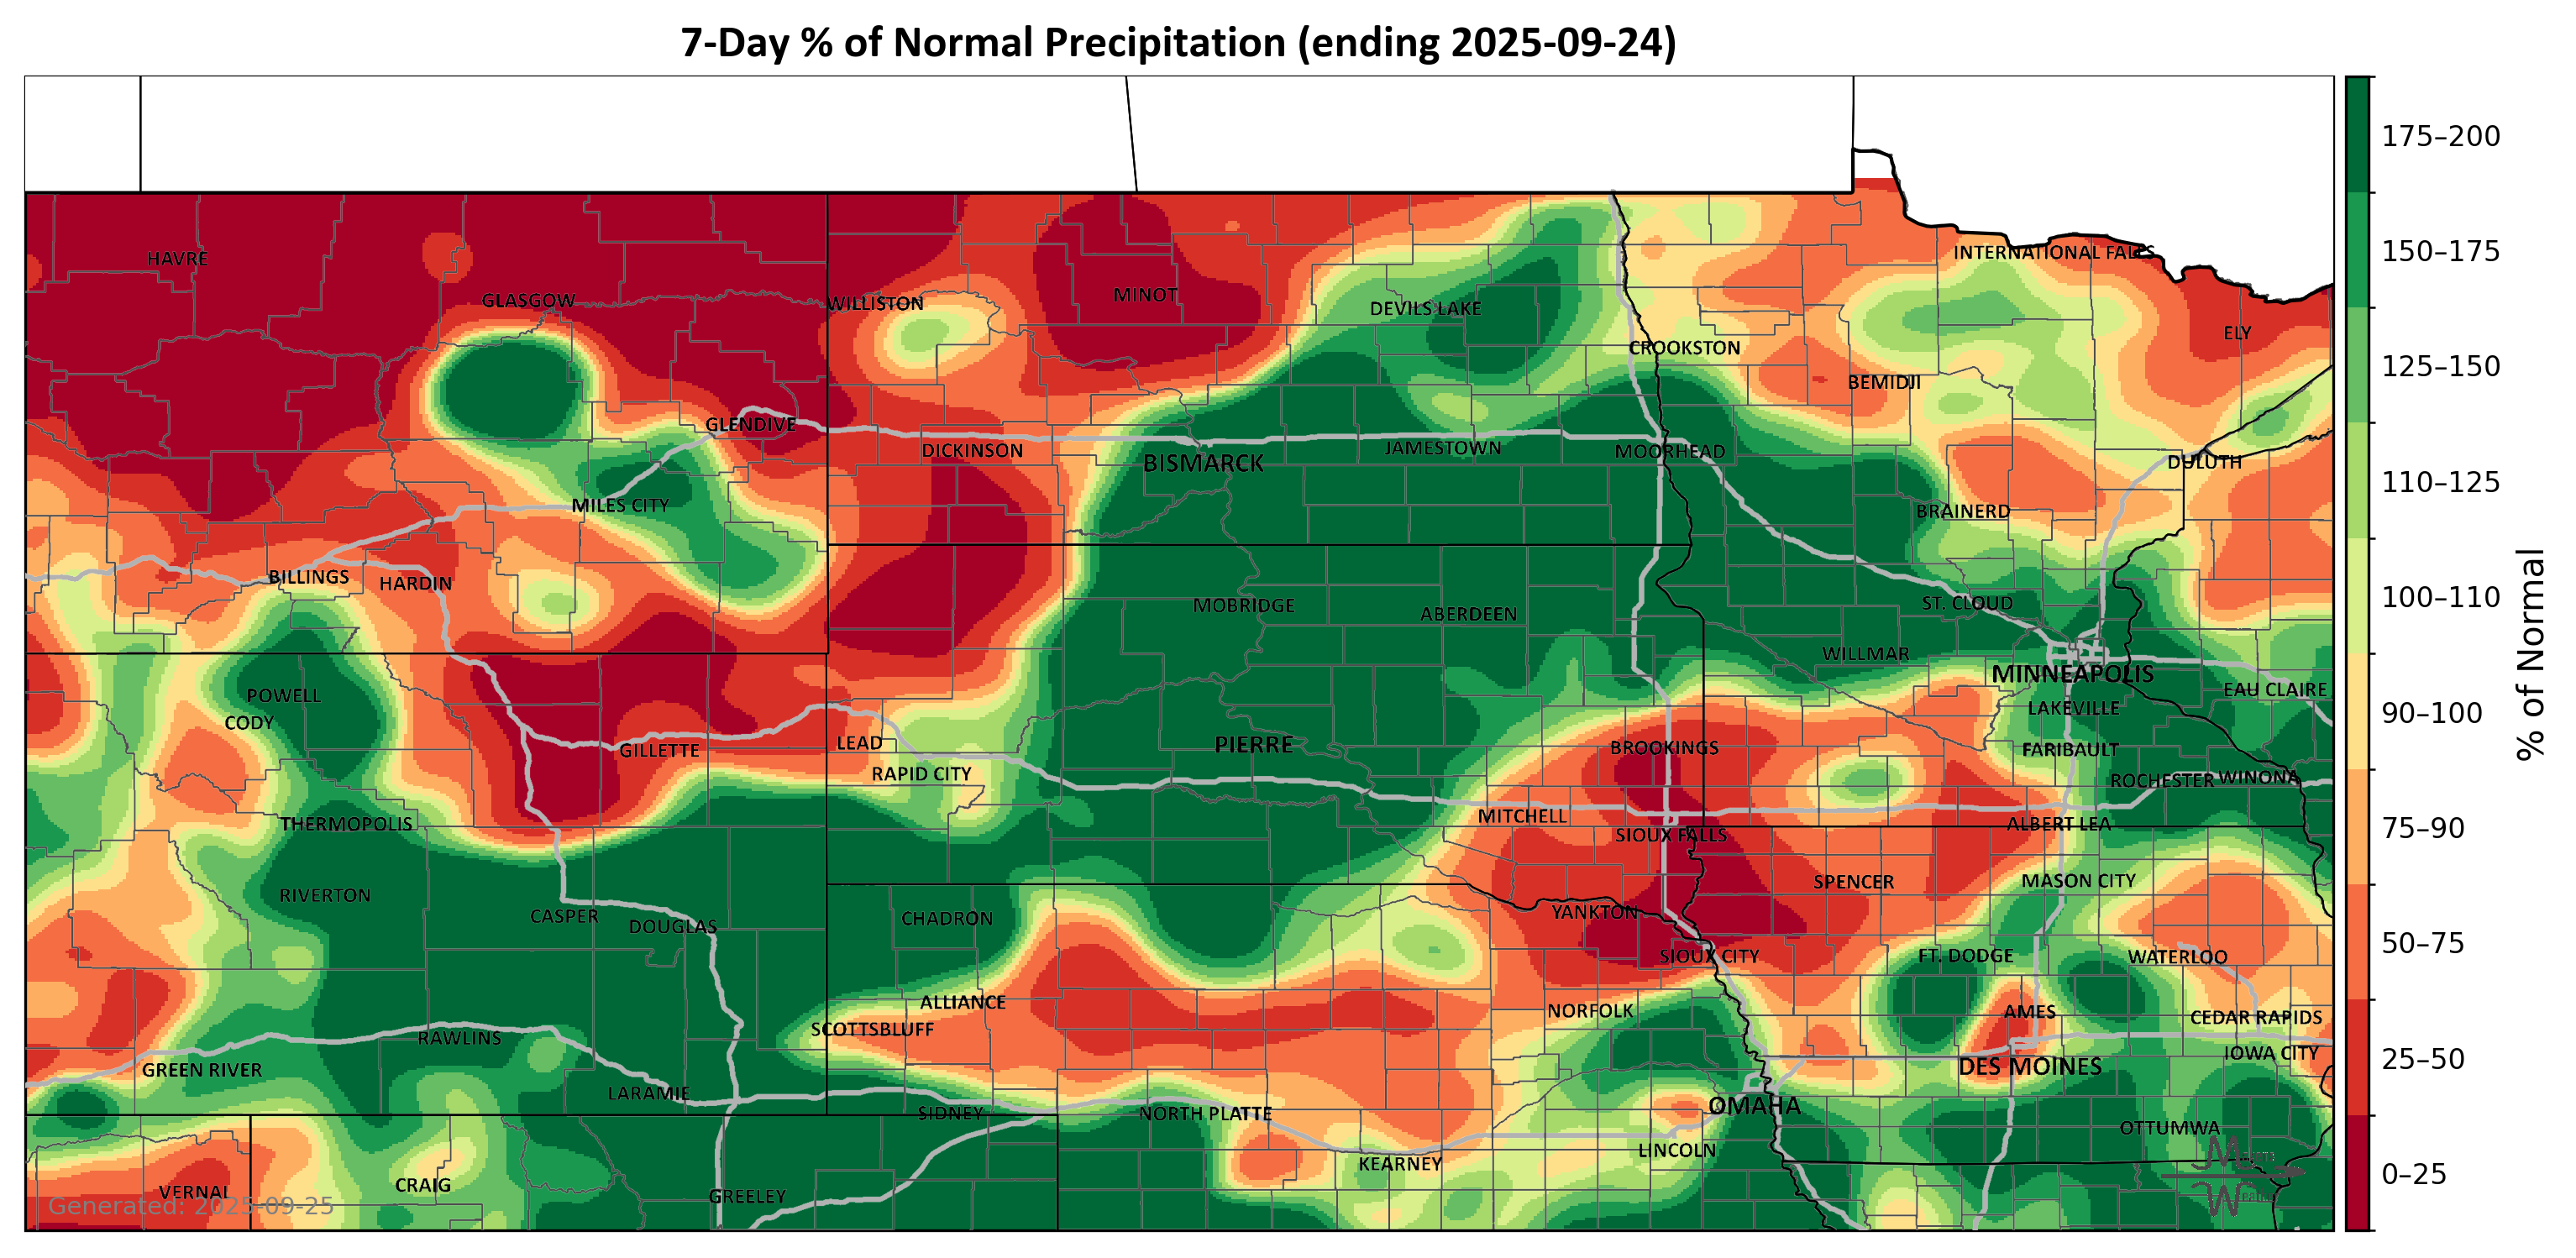 7-Day % of Normal Precipitation (ending 2025-09-24)
175–200
150–175
125–150
110–125
100–110
90–100
75–90
50–75
25–50
0–25
% of Normal
HAVRE
INTERNATIONAL FALLS
GLASGOW
WILLISTON
MINOT
DEVILS LAKE
ELY
CROOKSTON
BEMIDJI
GLENDIVE
DICKINSON
BISMARCK
JAMESTOWN
MOORHEAD
DULUTH
MILES CITY
BRAINERD
BILLINGS
HARDIN
MOBRIDGE
ABERDEEN
ST. CLOUD
WILLMAR
MINNEAPOLIS
EAU CLAIRE
POWELL
CODY
LAKEVILLE
GILLETTE
LEAD
PIERRE
BROOKINGS
FARIBAULT
RAPID CITY
ROCHESTER
WINONA
THERMOPOLIS
MITCHELL
SIOUX FALLS
ALBERT LEA
RIVERTON
CASPER
DOUGLAS
CHADRON
YANKTON
SPENCER
MASON CITY
SIOUX CITY
FT. DODGE
WATERLOO
ALLIANCE
SCOTTSBLUFF
NORFOLK
AMES
CEDAR RAPIDS
RAWLINS
GREEN RIVER
DES MOINES
IOWA CITY
LARAMIE
SIDNEY
NORTH PLATTE
OMAHA
OTTUMWA
KEARNEY
LINCOLN
VERNAL
CRAIG
GREELEY
Generated: 2025-09-25